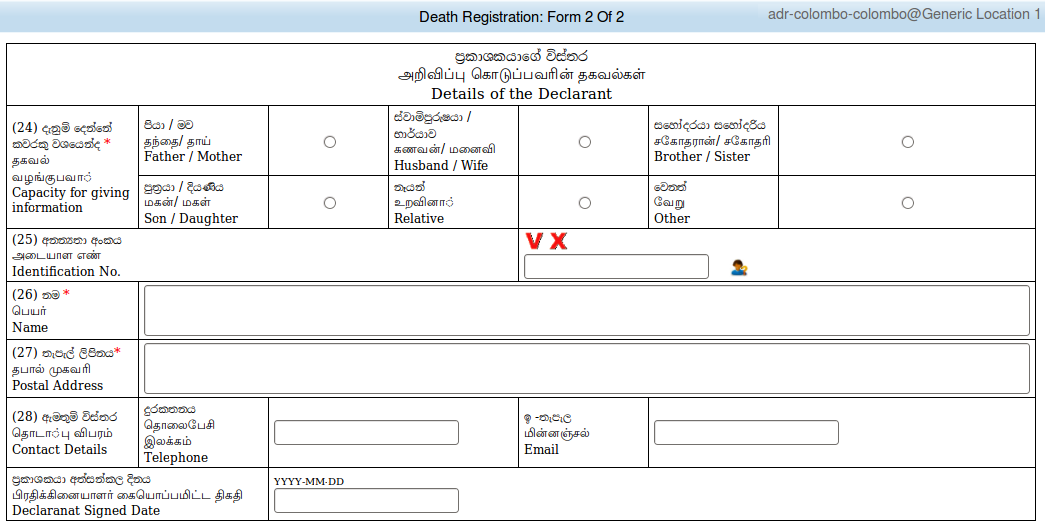 Death Registration: Form 2 Of 2
adr-colombo-colombo@Generic Location 1
ප්‍රකාශකයාගේ විස්තර
அறிவிப்பு கொடுப்பவரின் தகவல்கள்
Details of the Declarant
(24) දැනුම් දෙන්නේ
කවරකු වශයෙන්ද *
தகவல்
வழங்குபவா்
Capacity for giving
information
පියා / මව
தந்தை/ தாய்
Father / Mother
ස්වාමිපුරුෂයා /
භාර්යාව
கணவன்/ மனைவி
Husband / Wife
සහෝදරයා සහෝදරිය
சகோதரான்/ சகோதரி
Brother / Sister
පුත්‍රයා / දියණිය
மகன்/ மகள்
Son / Daughter
නෑයන්
உறவினா்
Relative
වෙනත්
வேறு
Other
(25) අනන්‍යතා අංකය
அடையாள எண்
Identification No.
V X
(26) නම *
பெயர்
Name
(27) තැපැල් ලිපිනය*
தபால் முகவரி
Postal Address
(28) ඇමතුම් විස්තර
தொடா்பு விபரம்
Contact Details
දුරකතනය
தொலைபேசி
இலக்கம்
Telephone
ඉ -තැපැල
மின்னஞ்சல்
Email
ප්‍රකාශකයා අත්සන්කල දිනය
பிரதிக்கினையாளர் கையொப்பமிட்ட திகதி
Declaranat Signed Date
YYYY-MM-DD